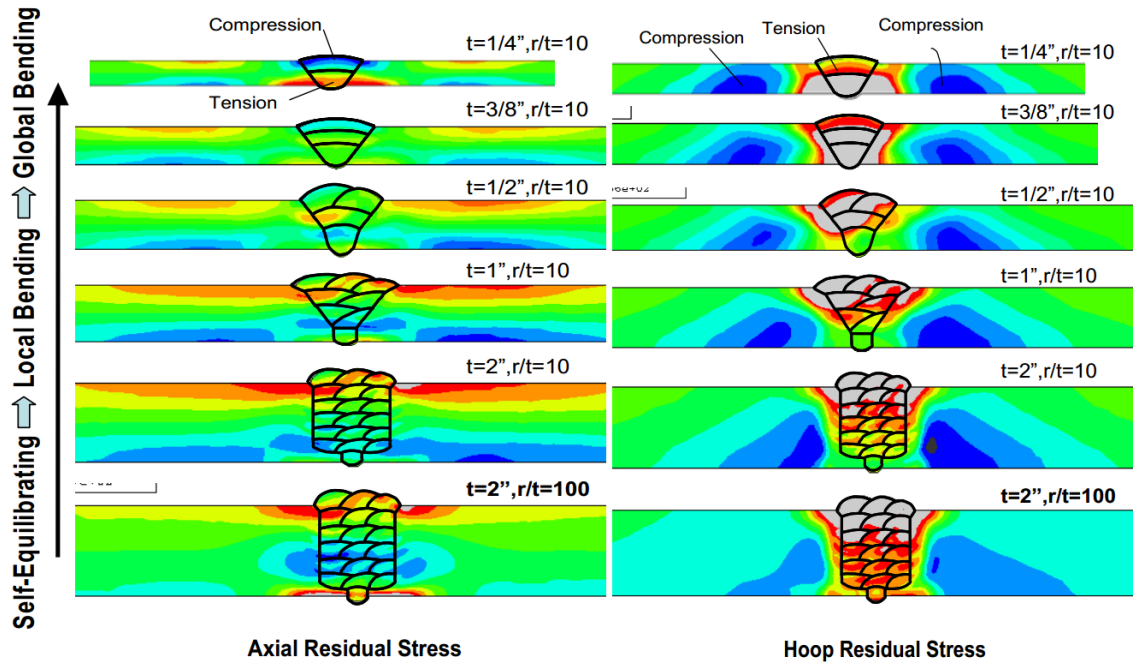 Self-Equilibrating ⇨ Local Bending ⇨ Global Bending
Compression
Tension
t=1/4”,r/t=10
t=3/8”,r/t=10
t=1/2”,r/t=10
t=1”,r/t=10
t=2”,r/t=10
t=2”,r/t=100
Axial Residual Stress
Compression
Tension
Compression
t=1/4”,r/t=10
t=3/8”,r/t=10
t=1/2”,r/t=10
t=1”,r/t=10
t=2”,r/t=10
t=2”,r/t=100
Hoop Residual Stress